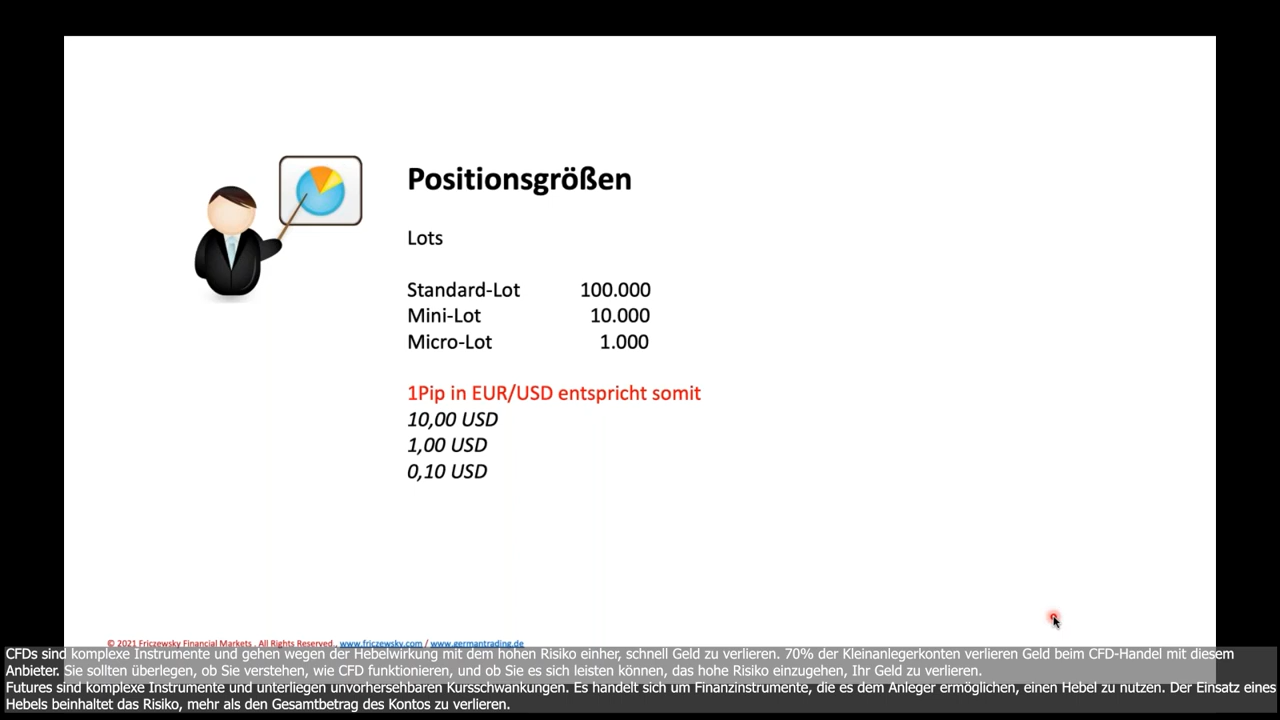 Positionsgrößen
Lots
Standard-Lot 100.000
Mini-Lot 10.000
Micro-Lot 1.000
1Pip in EUR/USD entspricht somit
10,00 USD
1,00 USD
0,10 USD
© 2021 Friczewsky Financial Markets . All Rights Reserved . www.friczewsky.com / www.germantrading.de
CFDs sind komplexe Instrumente und gehen wegen der Hebelwirkung mit dem hohen Risiko einher, schnell Geld zu verlieren. 70% der Kleinanlegerkonten verlieren Geld beim CFD-Handel mit diesem
Anbieter. Sie sollten überlegen, ob Sie verstehen, wie CFD funktionieren, und ob Sie es sich leisten können, das hohe Risiko einzugehen, Ihr Geld zu verlieren.
Futures sind komplexe Instrumente und unterliegen unvorhersehbaren Kursschwankungen. Es handelt sich um Finanzinstrumente, die es dem Anleger ermöglichen, einen Hebel zu nutzen. Der Einsatz eines
Hebels beinhaltet das Risiko, mehr als den Gesamtbetrag des Kontos zu verlieren.